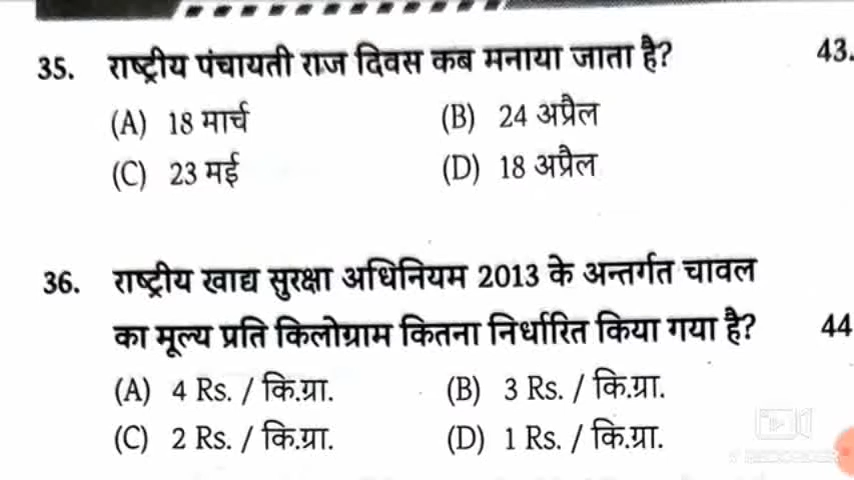 35. राष्ट्रीय पंचायती राज दिवस कब मनाया जाता है?
(A) 18 मार्च (B) 24 अप्रैल
(C) 23 मई (D) 18 अप्रैल
36. राष्ट्रीय खाद्य सुरक्षा अधिनियम 2013 के अन्तर्गत चावल
का मूल्य प्रति किलोग्राम कितना निर्धारित किया गया है?
(A) 4 Rs. / कि.ग्रा. (B) 3 Rs. / कि.ग्रा.
(C) 2 Rs. / कि.ग्रा. (D) 1 Rs. / कि.ग्रा.
43.
44